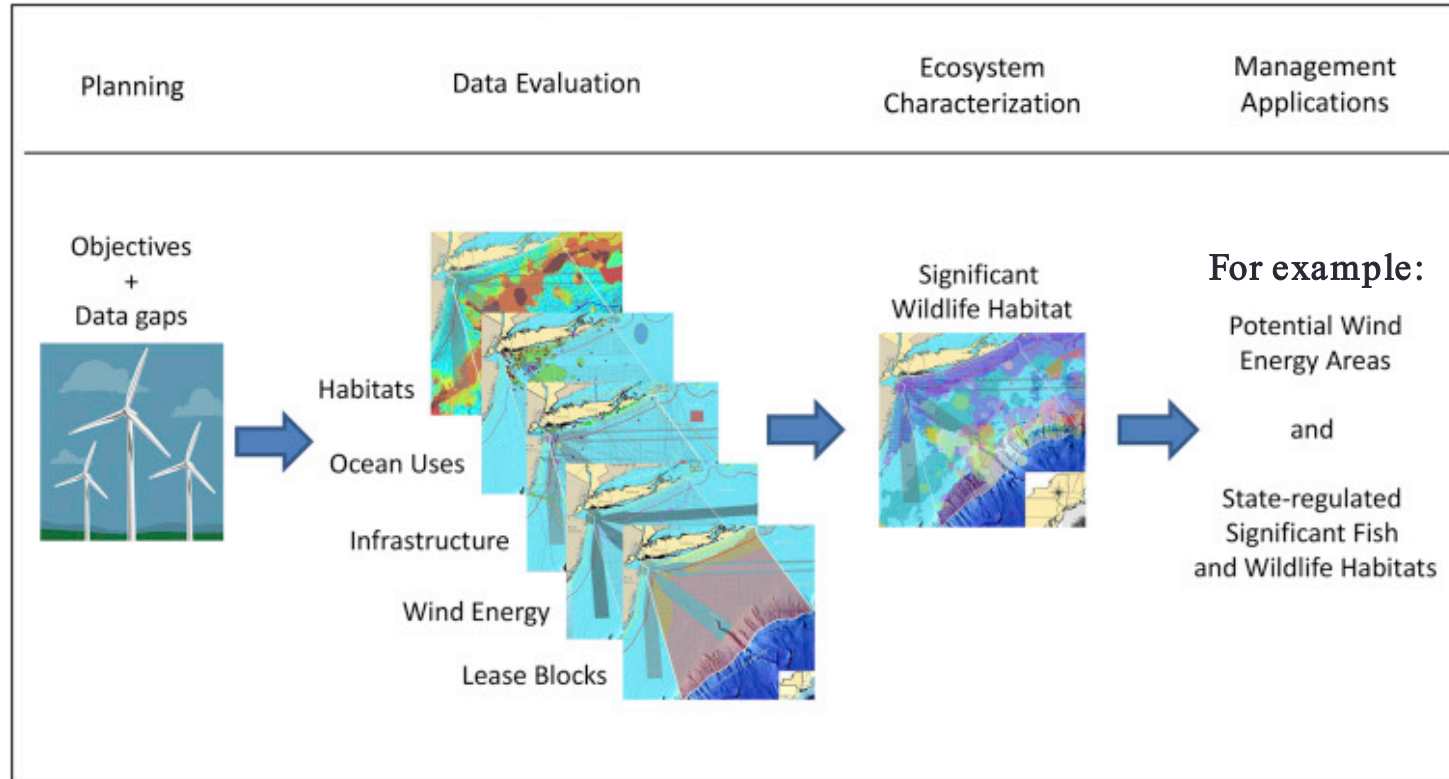 Planning
Data Evaluation
Ecosystem
Characterization
Management
Applications
Objectives
+
Data gaps
Habitats
Ocean Uses
Infrastructure
Wind Energy
Lease Blocks
Significant
Wildlife Habitat
For example:
Potential Wind
Energy Areas
and
State-regulated
Significant Fish
and Wildlife Habitats